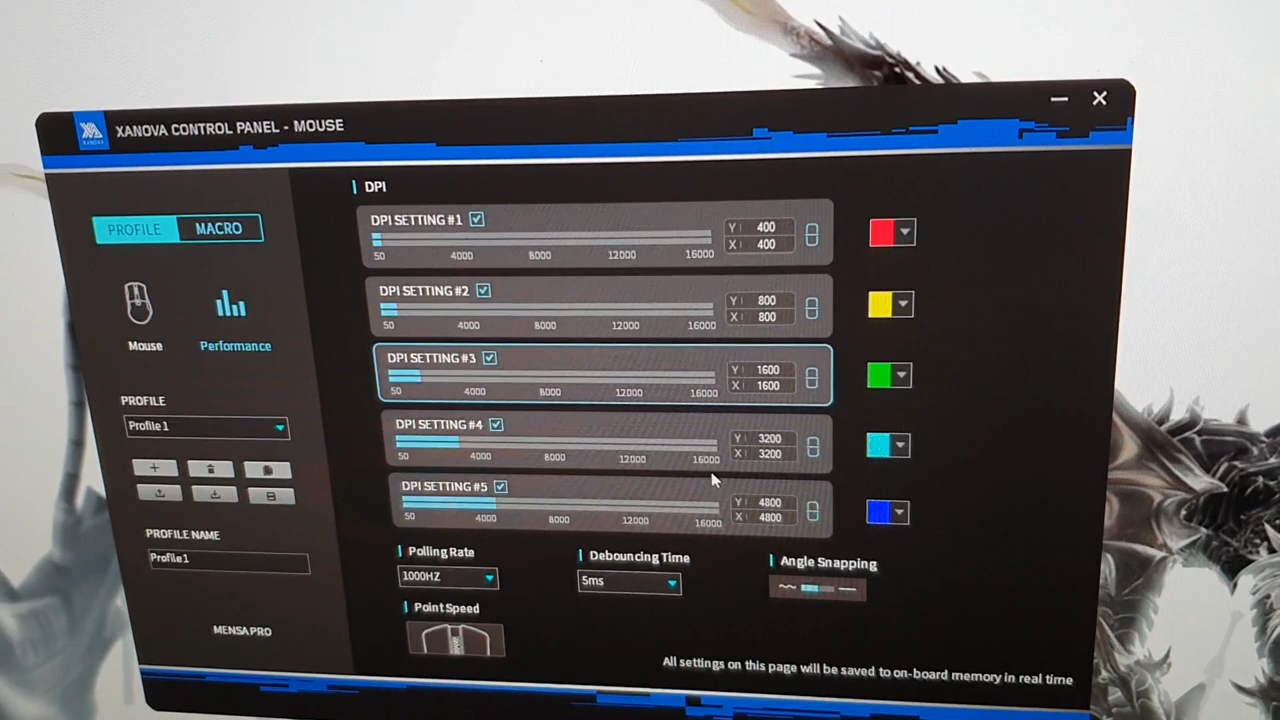 XANOVA CONTROL PANEL - MOUSE
XANOVA
PROFILE
MACRO
Mouse
Performance
PROFILE
Profile1
PROFILE NAME
Profile1
MENSA PRO
DPI
DPI SETTING #1
50 4000 8000 12000 16000
Y 400
X 400
DPI SETTING #2
50 4000 8000 12000 16000
Y 800
X 800
DPI SETTING #3
50 4000 8000 12000 16000
Y 1600
X 1600
DPI SETTING #4
50 4000 8000 12000 16000
Y 3200
X 3200
DPI SETTING #5
50 4000 8000 12000 16000
Y 4800
X 4800
Polling Rate
1000HZ
Debouncing Time
5ms
Angle Snapping
Point Speed
All settings on this page will be saved to on-board memory in real time